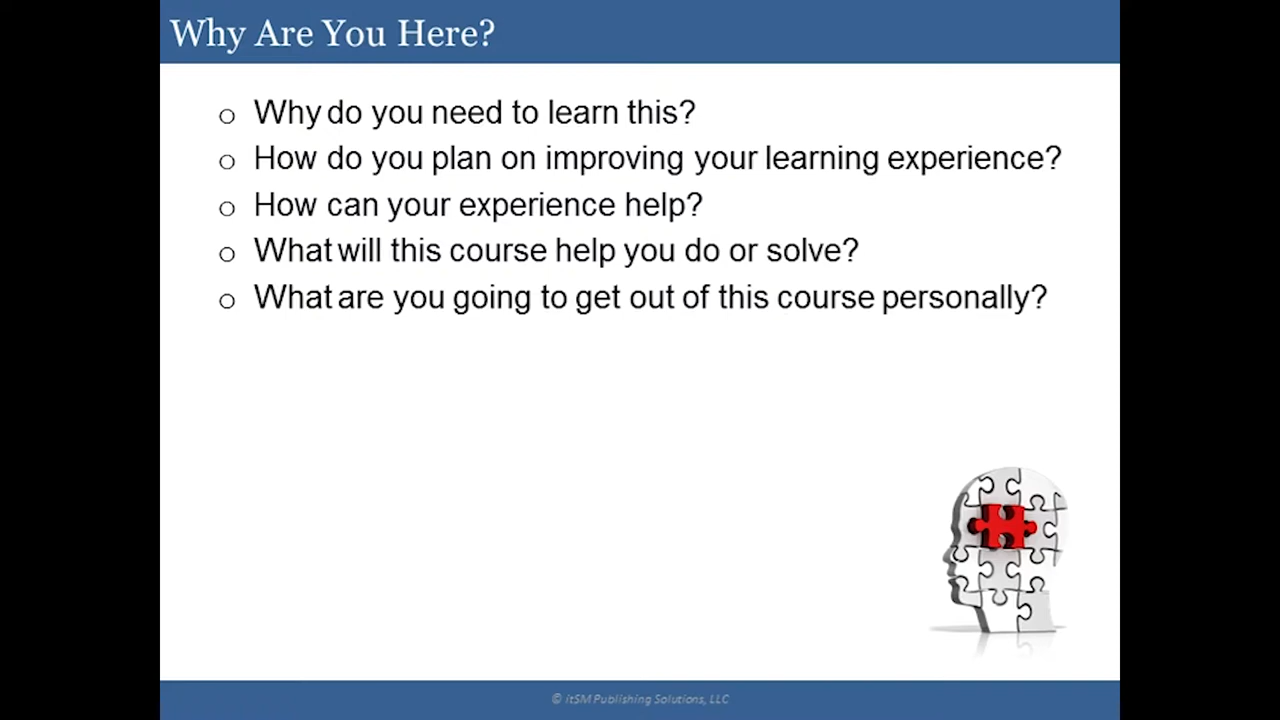 Why Are You Here?
o Why do you need to learn this?
o How do you plan on improving your learning experience?
o How can your experience help?
o What will this course help you do or solve?
o What are you going to get out of this course personally?
© itSM Publishing Solutions, LLC